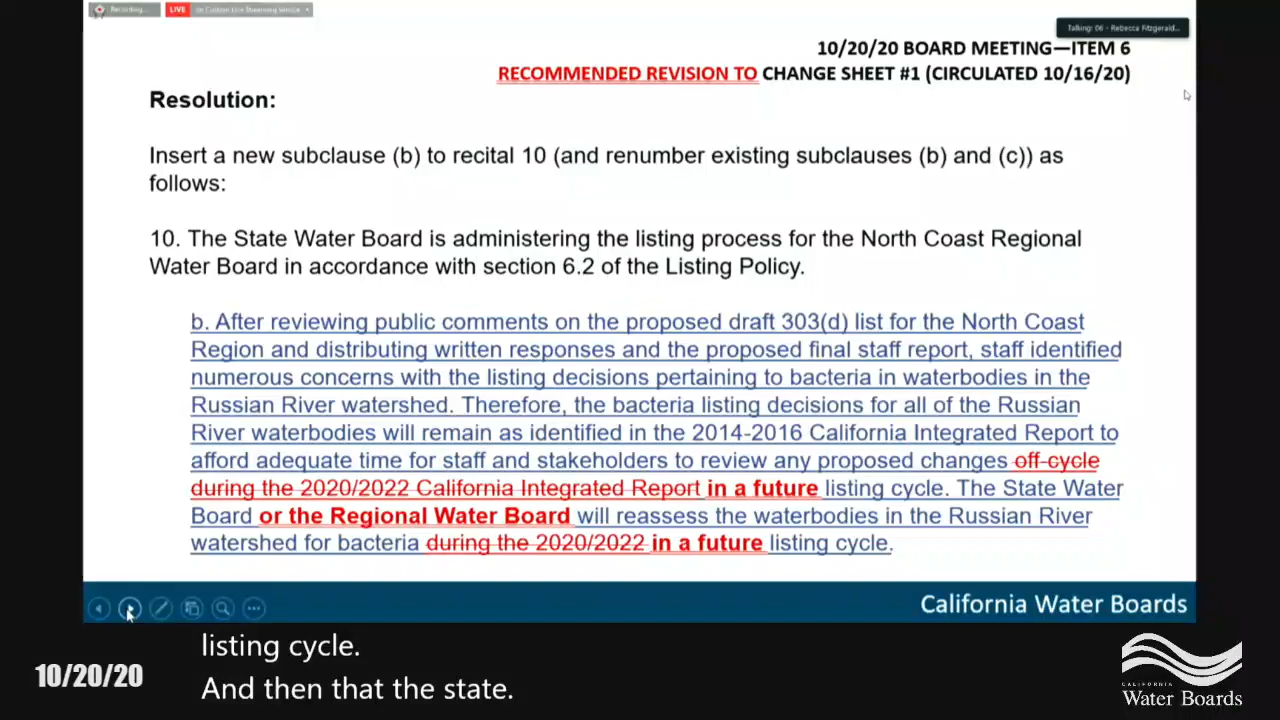 Recording...
LIVE
Talking: 06 - Rebecca Fitzgerald...
10/20/20 BOARD MEETING—ITEM 6
RECOMMENDED REVISION TO CHANGE SHEET #1 (CIRCULATED 10/16/20)
Resolution:
Insert a new subclause (b) to recital 10 (and renumber existing subclauses (b) and (c)) as
follows:
10. The State Water Board is administering the listing process for the North Coast Regional
Water Board in accordance with section 6.2 of the Listing Policy.
b. After reviewing public comments on the proposed draft 303(d) list for the North Coast
Region and distributing written responses and the proposed final staff report, staff identified
numerous concerns with the listing decisions pertaining to bacteria in waterbodies in the
Russian River watershed. Therefore, the bacteria listing decisions for all of the Russian
River waterbodies will remain as identified in the 2014-2016 California Integrated Report to
afford adequate time for staff and stakeholders to review any proposed changes off-cycle
during the 2020/2022 California Integrated Report in a future listing cycle. The State Water
Board or the Regional Water Board will reassess the waterbodies in the Russian River
watershed for bacteria during the 2020/2022 in a future listing cycle.
California Water Boards
listing cycle.
And then that the state.
10/20/20
CALIFORNIA
Water Boards